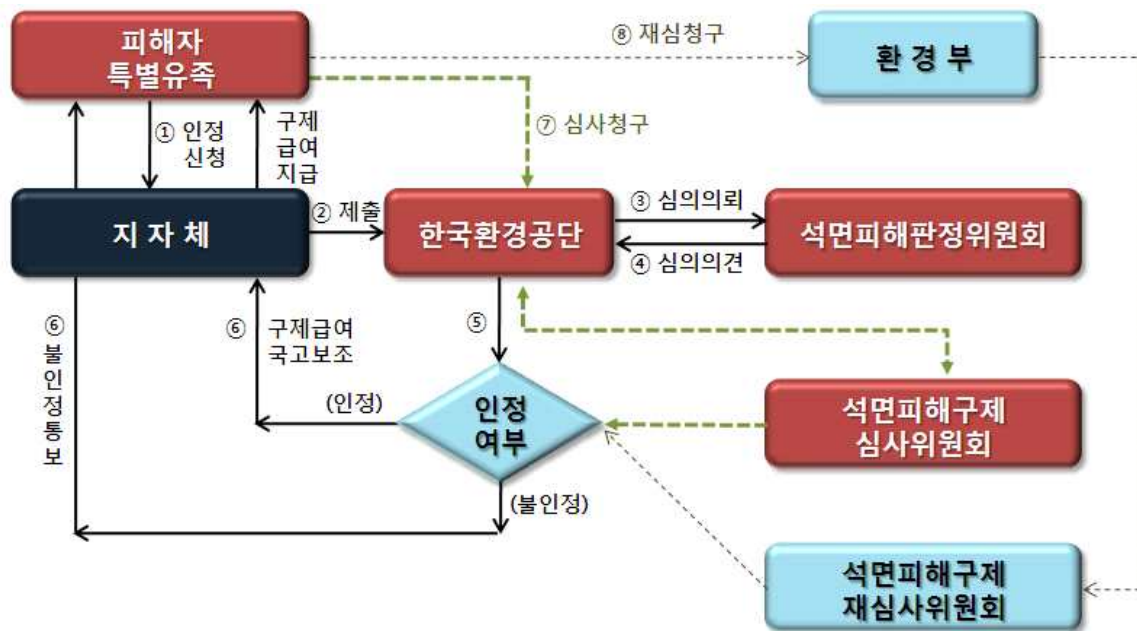 피해자
특별유족
⑧ 재심청구
환 경 부
① 인정
신청
구제
급여
지급
⑦ 심사청구
지 자 체
② 제출
한국환경공단
③ 심의의뢰
④ 심의의견
석면피해판정위원회
⑥
불
인
정
통
보
⑥
구제급여
국고보조
⑤
(인정)
인정
여부
석면피해구제
심사위원회
(불인정)
석면피해구제
재심사위원회